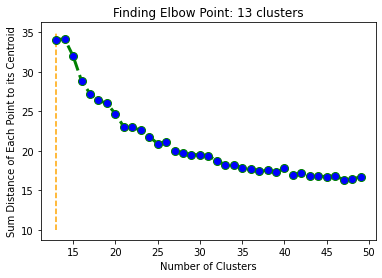 Finding Elbow Point: 13 clusters
Sum Distance of Each Point to its Centroid
35
30
25
20
15
10
15 20 25 30 35 40 45 50
Number of Clusters